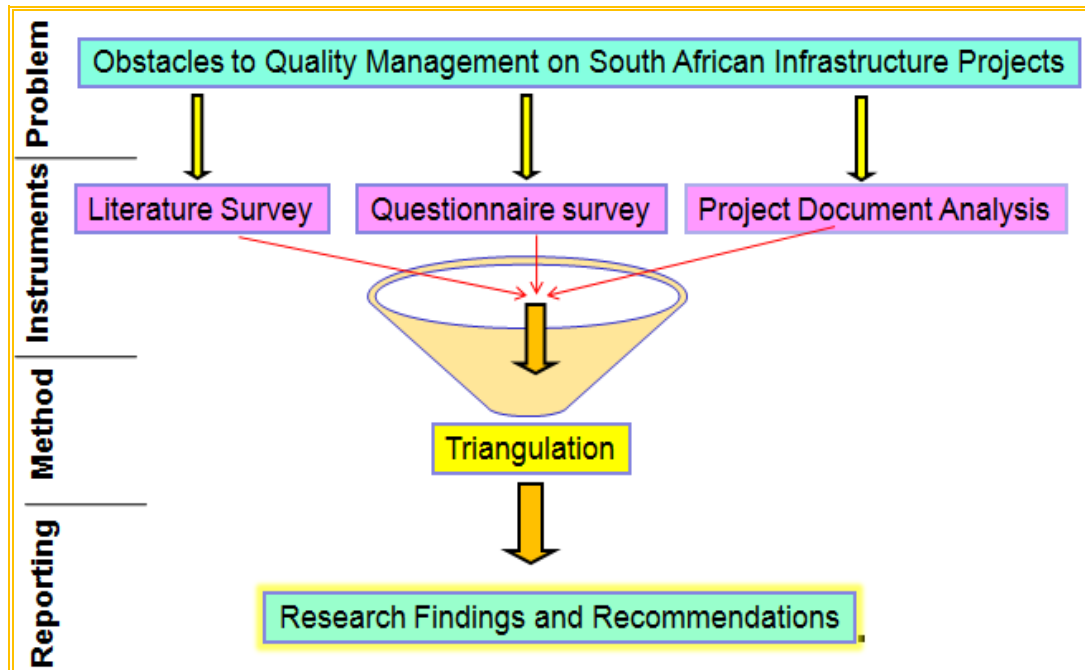 Problem
Obstacles to Quality Management on South African Infrastructure Projects
Instruments
Literature Survey
Questionnaire survey
Project Document Analysis
Method
Triangulation
Reporting
Research Findings and Recommendations